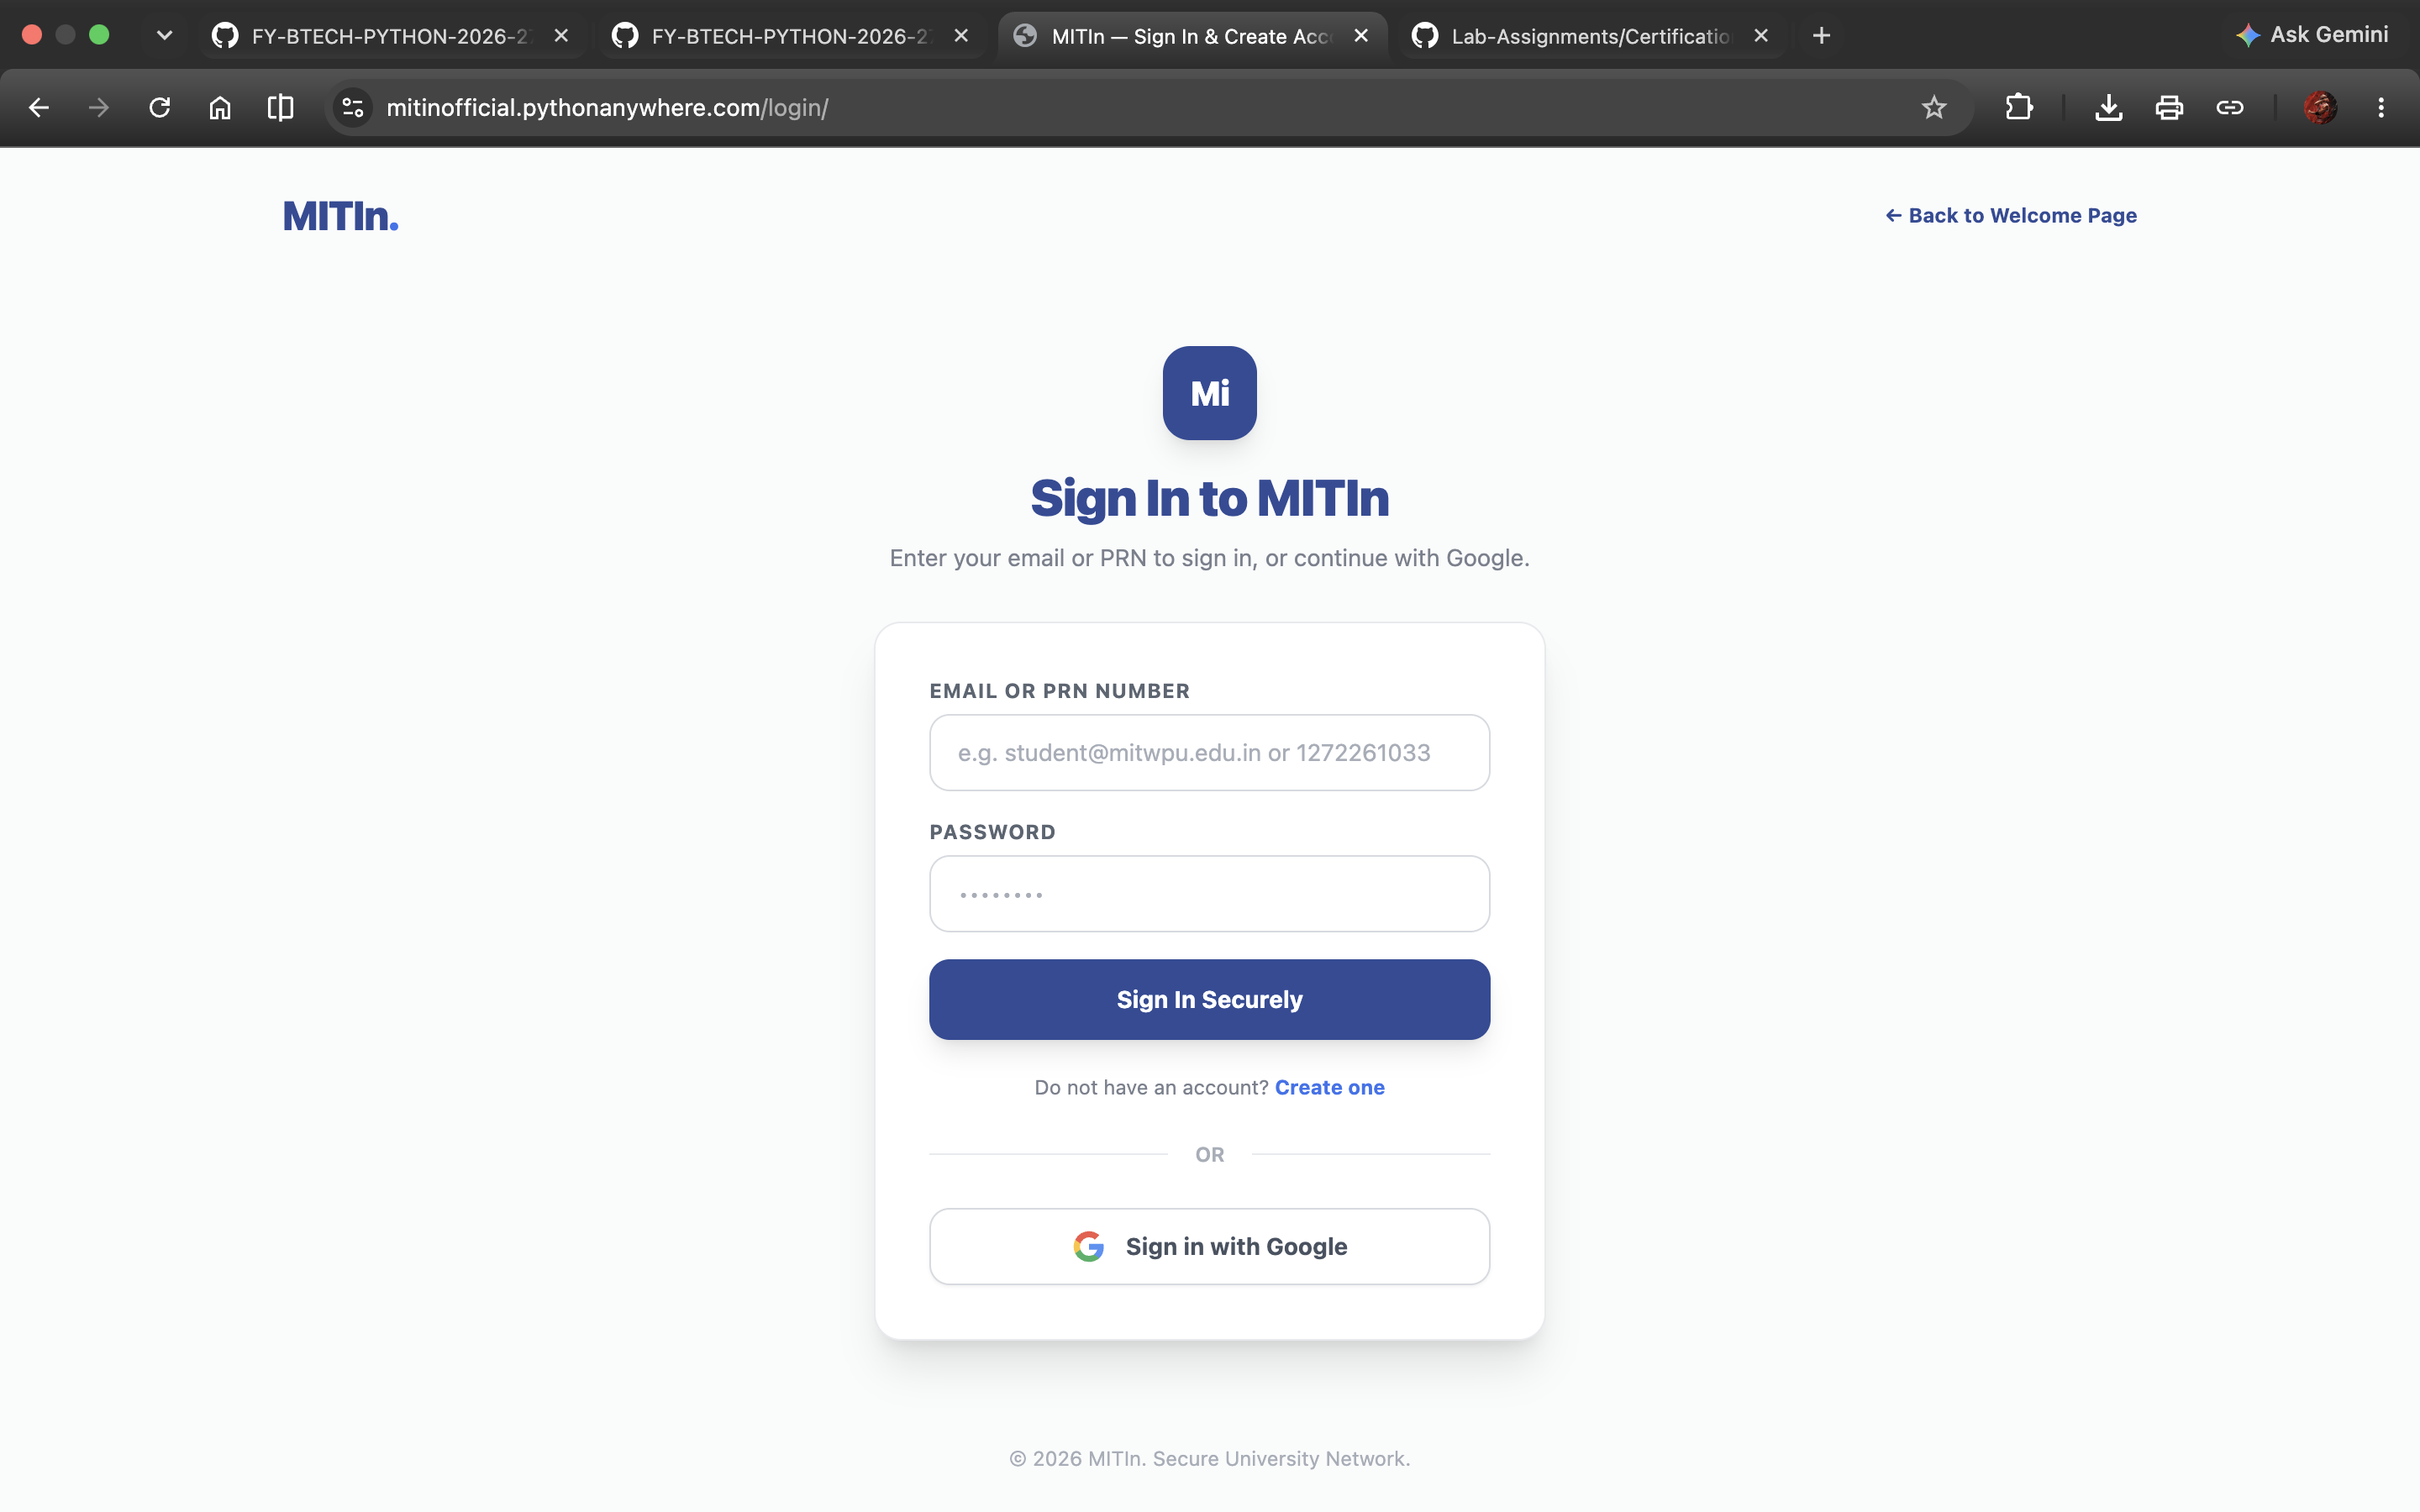 FY-BTECH-PYTHON-2026-2
FY-BTECH-PYTHON-2026-2
MITIn — Sign In & Create Acc
Lab-Assignments/Certificatio
Ask Gemini
mitinofficial.pythonanywhere.com/login/
MITIn.
← Back to Welcome Page
Mi
Sign In to MITIn
Enter your email or PRN to sign in, or continue with Google.
EMAIL OR PRN NUMBER
e.g. student@mitwpu.edu.in or 1272261033
PASSWORD
••••••••
Sign In Securely
Do not have an account? Create one
OR
Sign in with Google
© 2026 MITIn. Secure University Network.